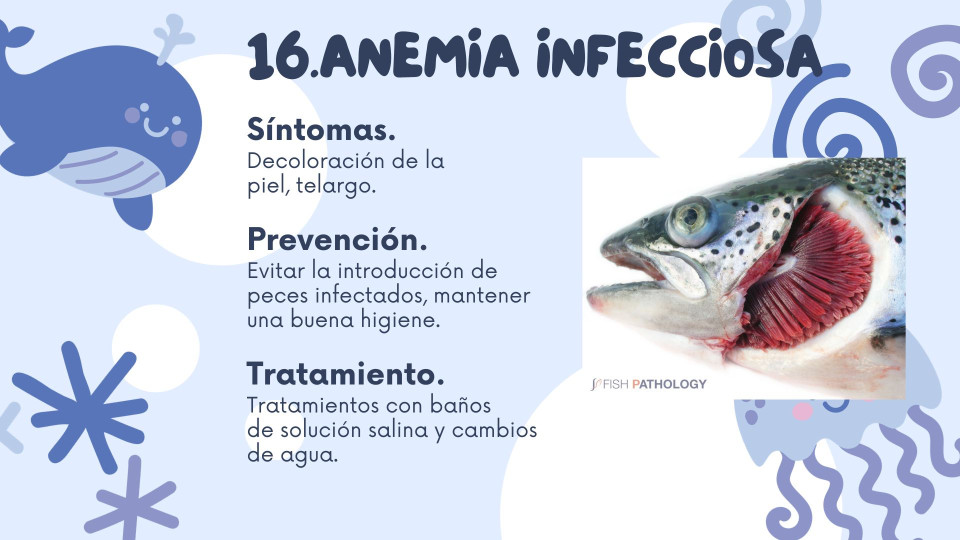 16.ANEMIA INFECCIOSA
Síntomas.
Decoloración de la
piel, telargo.
Prevención.
Evitar la introducción de
peces infectados, mantener
una buena higiene.
Tratamiento.
Tratamientos con baños
de solución salina y cambios
de agua.
FISH PATHOLOGY